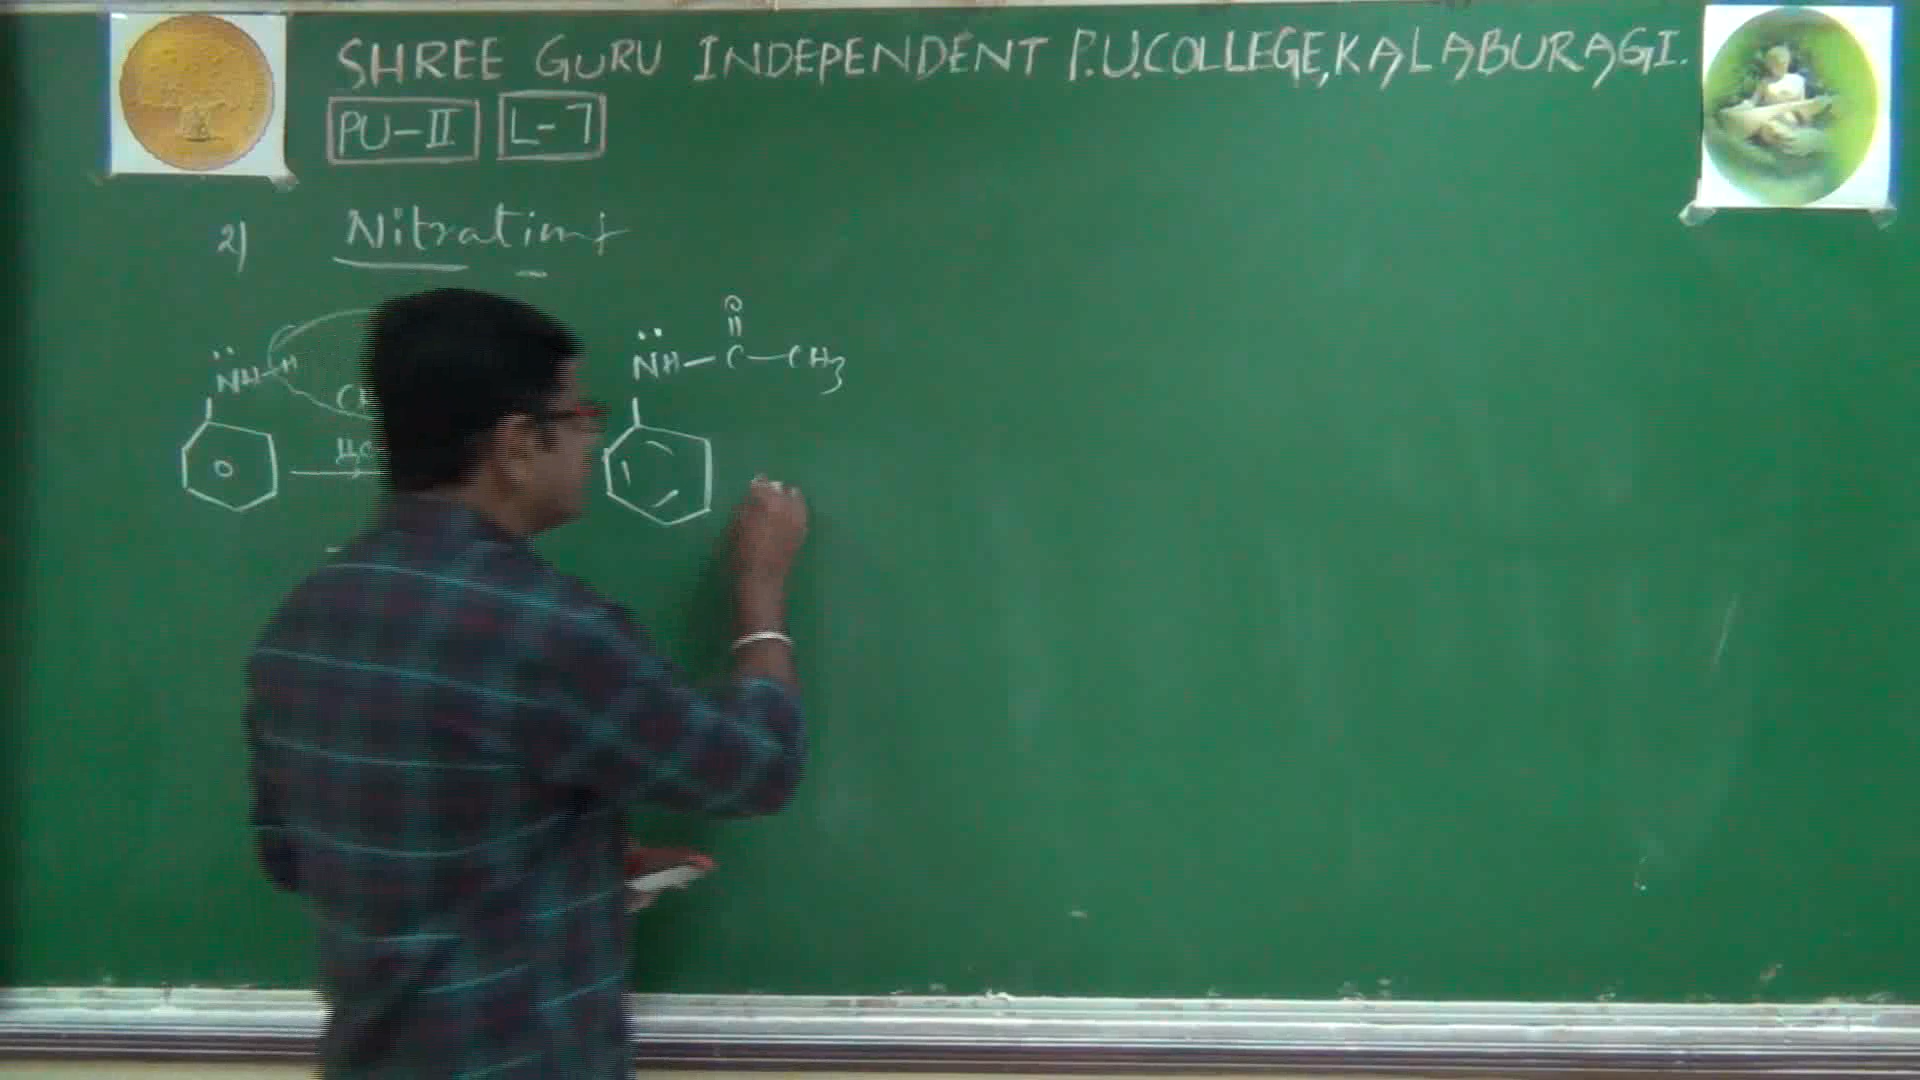 SHREE GURU INDEPENDENT P.U.COLLEGE,KALABURAGI.
PU-II L-7
2) Nitration
O
NH-H NH-C-CH3